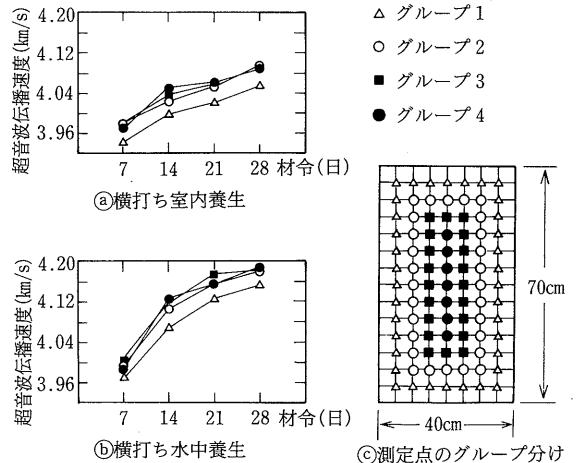 超音波伝播速度(km/s)
4.20
4.12
4.04
3.96
7 14 21 28 材令(日)
ⓐ横打ち室内養生
超音波伝播速度(km/s)
4.20
4.12
4.04
3.96
7 14 21 28 材令(日)
ⓑ横打ち水中養生
△ グループ1
○ グループ2
■ グループ3
● グループ4
70cm
40cm
ⓒ測定点のグループ分け